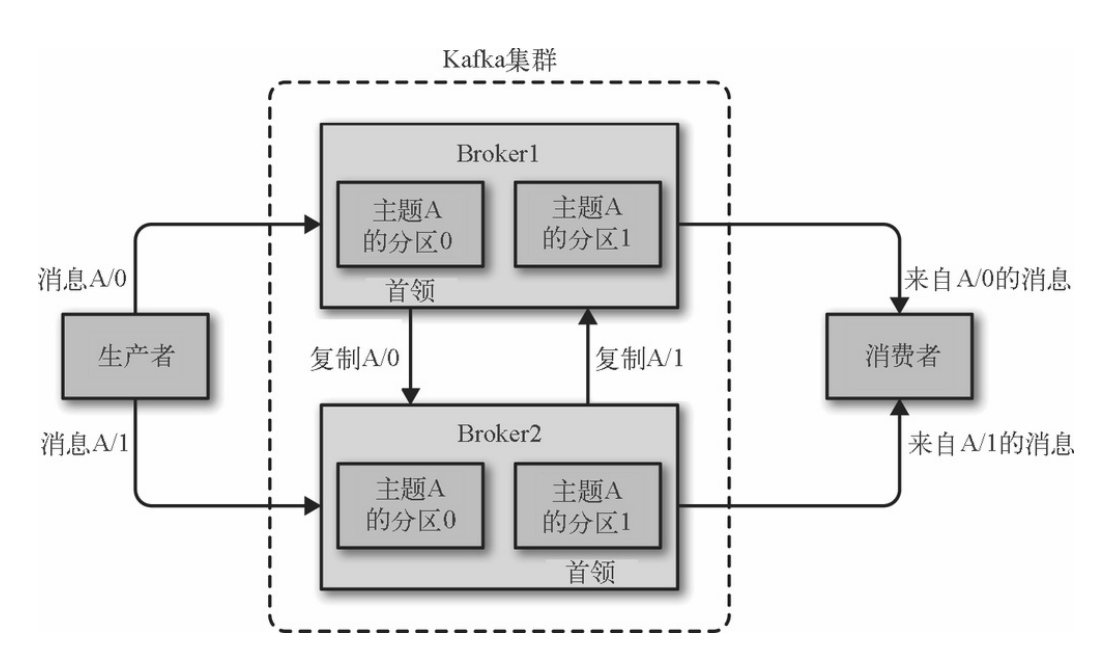 Kafka集群
Broker1
主题A
的分区0
主题A
的分区1
首领
消息A/0
来自A/0的消息
生产者
复制A/0
复制A/1
消费者
消息A/1
来自A/1的消息
Broker2
主题A
的分区0
主题A
的分区1
首领